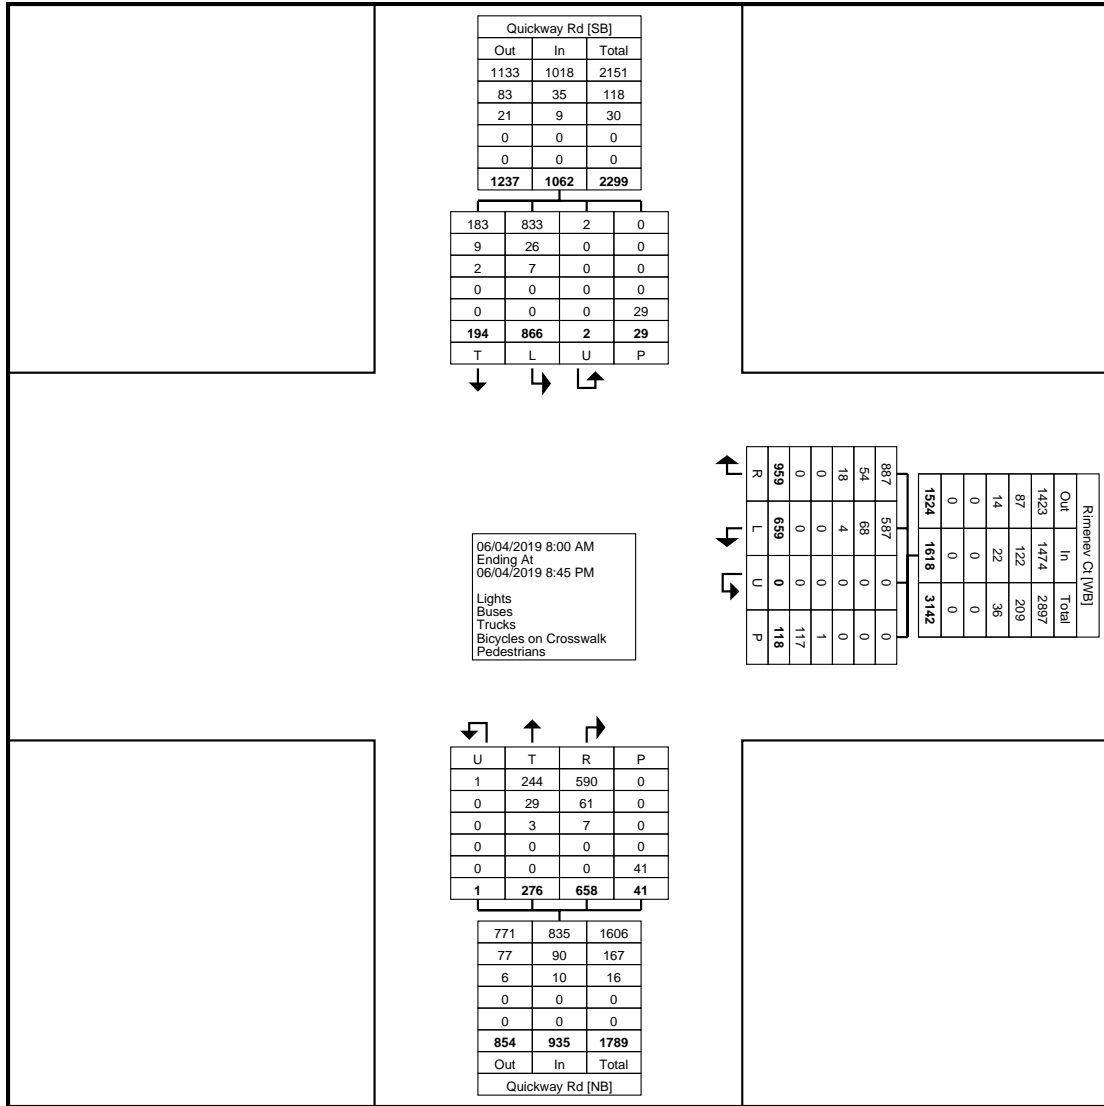 Quickway Rd [SB]
Out In Total
1133 1018 2151
83 35 118
21 9 30
0 0 0
0 0 0
1237 1062 2299
183 833 2 0
9 26 0 0
2 7 0 0
0 0 0 0
0 0 0 29
194 866 2 29
T L U P
Rimenev Ct [WB]
Out In Total
1423 1474 2897
87 122 209
14 22 36
0 0 0
0 0 0
1524 1618 3142
887 587 0 0
54 68 0 0
18 4 0 0
0 0 0 1
0 0 0 117
959 659 0 118
R L U P
06/04/2019 8:00 AM
Ending At
06/04/2019 8:45 PM
Lights
Buses
Trucks
Bicycles on Crosswalk
Pedestrians
U T R P
1 244 590 0
0 29 61 0
0 3 7 0
0 0 0 0
0 0 0 41
1 276 658 41
771 835 1606
77 90 167
6 10 16
0 0 0
0 0 0
854 935 1789
Out In Total
Quickway Rd [NB]